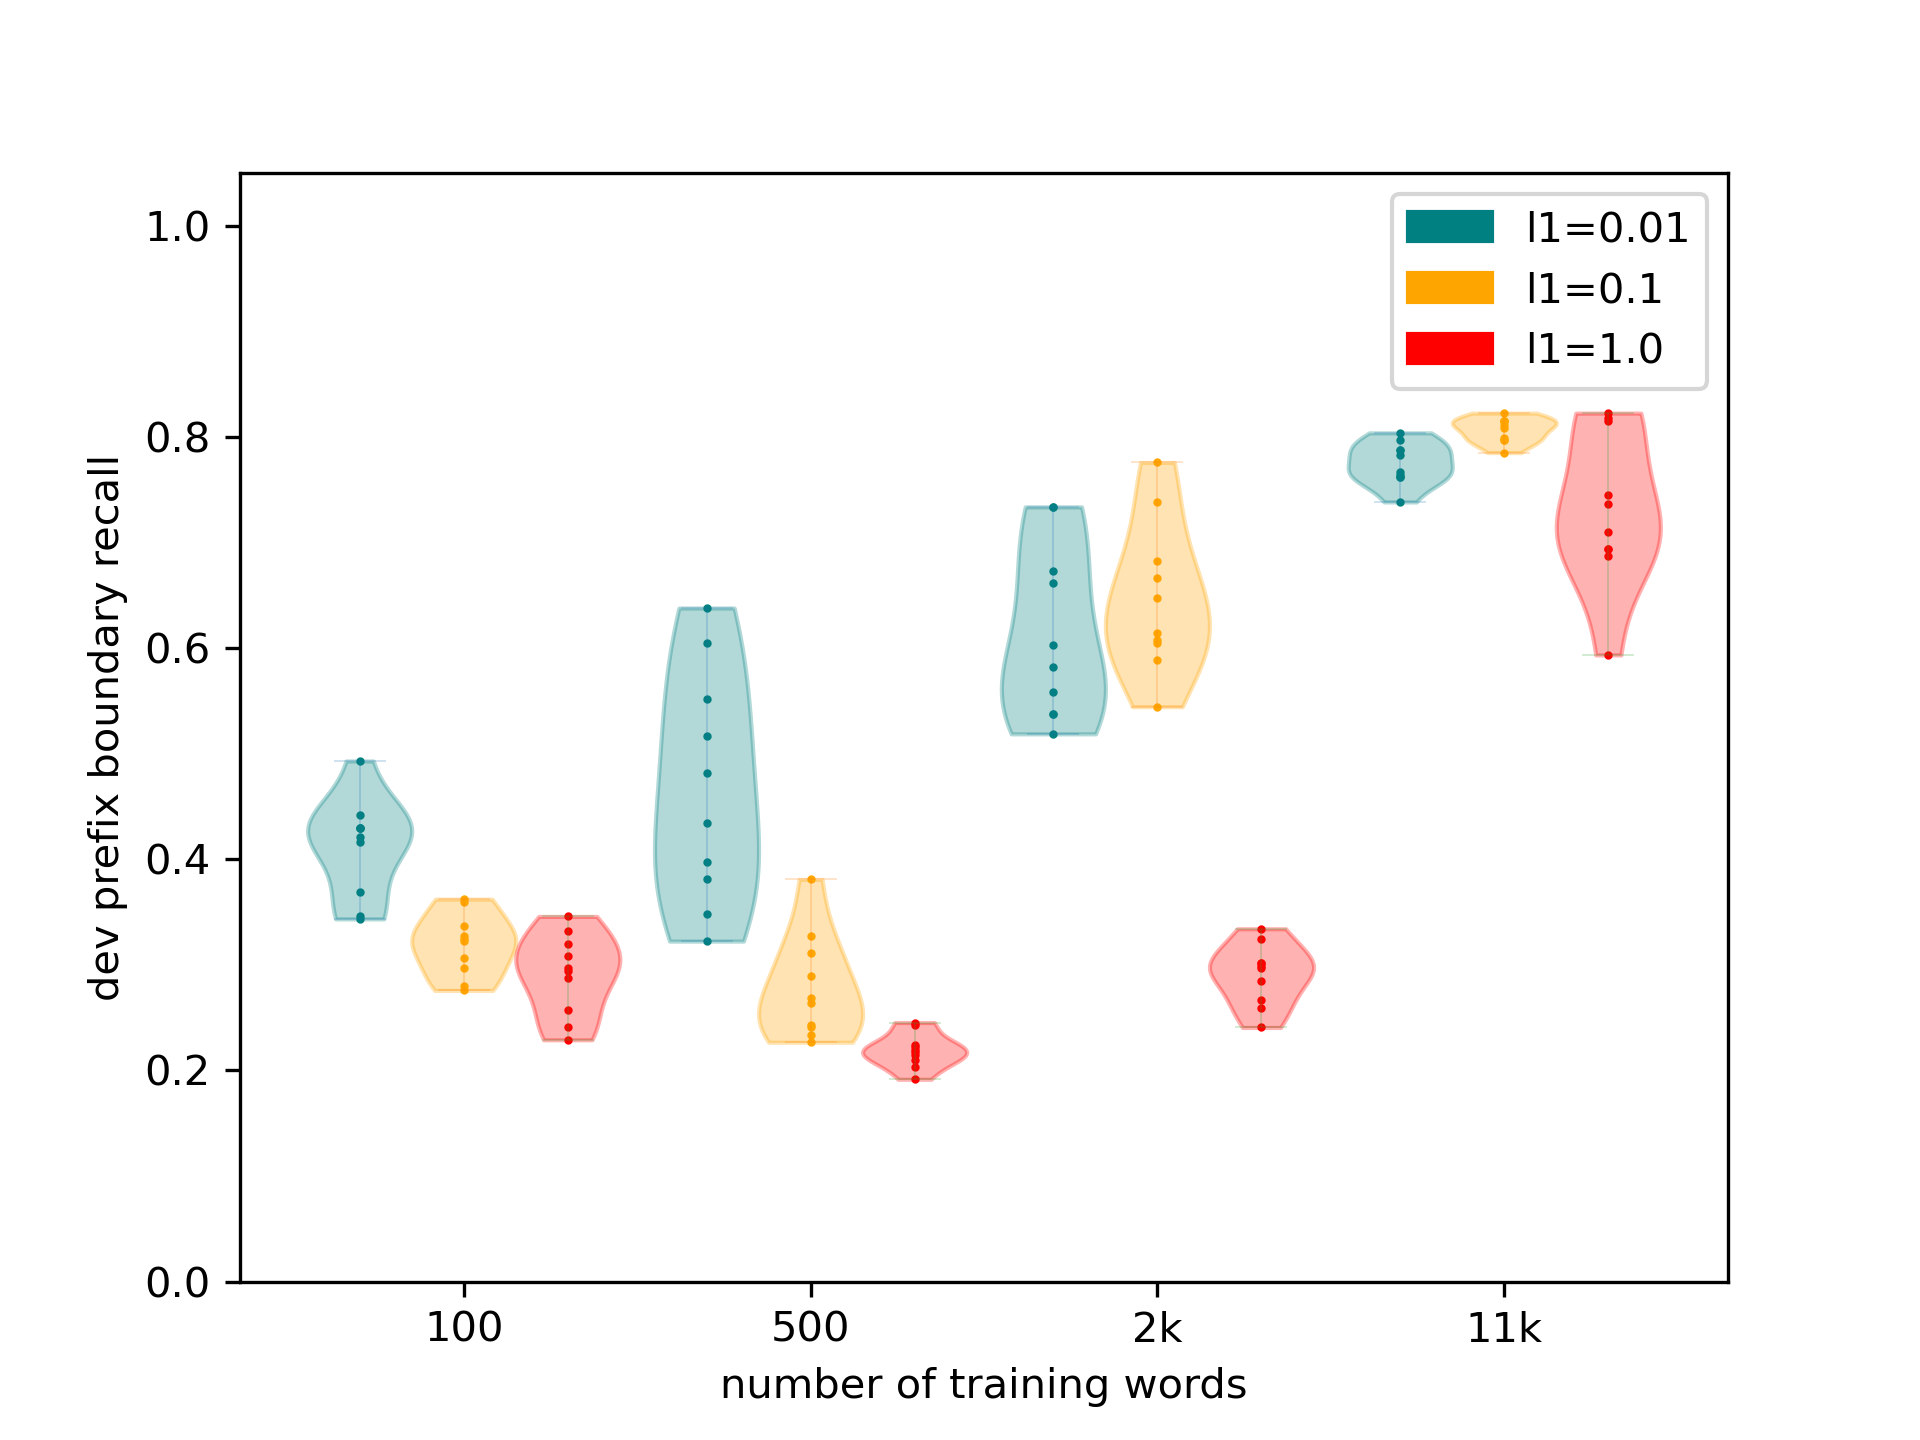 l1=0.01
l1=0.1
l1=1.0
dev prefix boundary recall
1.0
0.8
0.6
0.4
0.2
0.0
100 500 2k 11k
number of training words